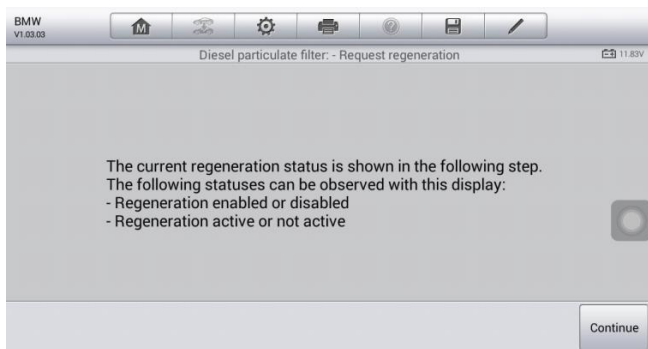 BMW
V1.03.03
M
Diesel particulate filter: - Request regeneration
11.83V
The current regeneration status is shown in the following step.
The following statuses can be observed with this display:
- Regeneration enabled or disabled
- Regeneration active or not active
Continue